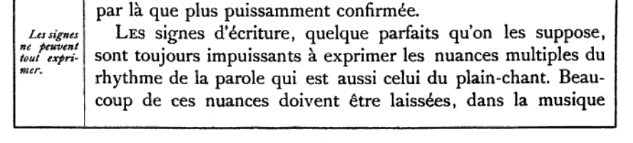 par là que plus puissamment confirmée.
Les signes
ne peuvent
tout expri-
mer.
LES signes d'écriture, quelque parfaits qu'on les suppose,
sont toujours impuissants à exprimer les nuances multiples du
rhythme de la parole qui est aussi celui du plain-chant. Beau-
coup de ces nuances doivent être laissées, dans la musique